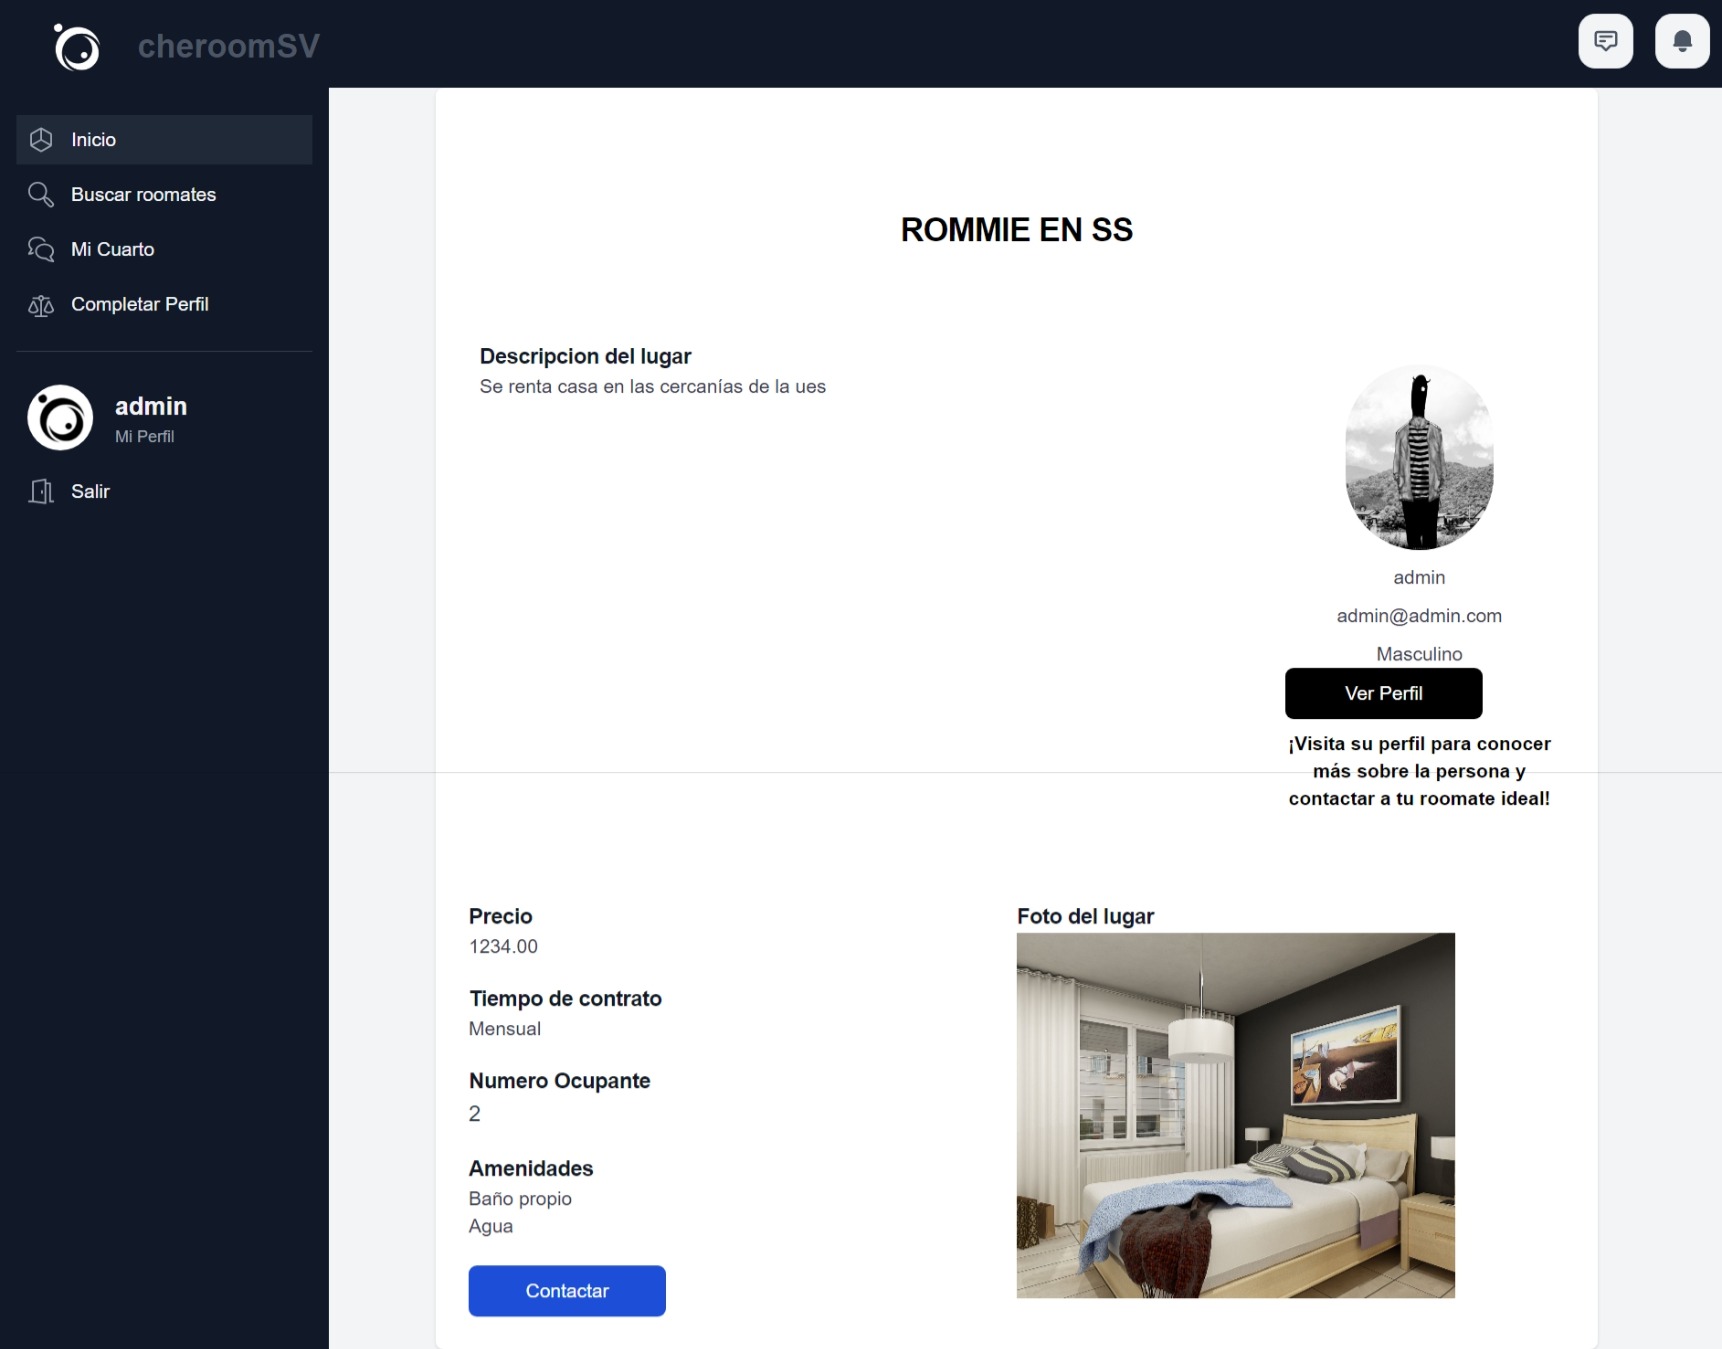 cheroomSV
Inicio
Buscar roomates
Mi Cuarto
Completar Perfil
admin
Mi Perfil
Salir
ROMMIE EN SS
Descripcion del lugar
Se renta casa en las cercanías de la ues
admin
admin@admin.com
Masculino
Ver Perfil
¡Visita su perfil para conocer
más sobre la persona y
contactar a tu roomate ideal!
Precio
1234.00
Tiempo de contrato
Mensual
Numero Ocupante
2
Amenidades
Baño propio
Agua
Contactar
Foto del lugar